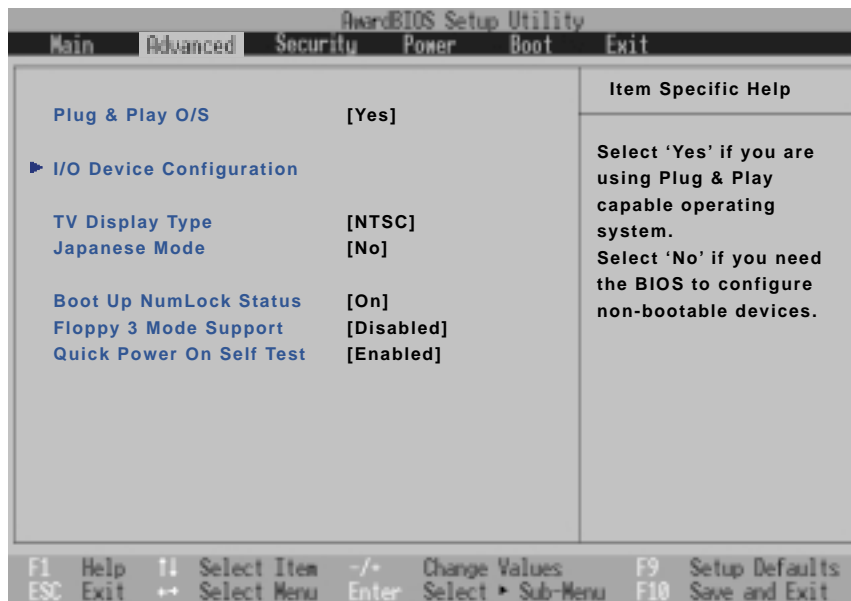 AwardBIOS Setup Utility
Main Advanced Security Power Boot Exit
Item Specific Help
Plug & Play O/S [Yes]
I/O Device Configuration
TV Display Type [NTSC]
Japanese Mode [No]
Boot Up NumLock Status [On]
Floppy 3 Mode Support [Disabled]
Quick Power On Self Test [Enabled]
Select ‘Yes’ if you are
using Plug & Play
capable operating
system.
Select ‘No’ if you need
the BIOS to configure
non-bootable devices.
F1 Help ↑↓ Select Item -/+ Change Values F9 Setup Defaults
ESC Exit ←→ Select Menu Enter Select ▸ Sub-Menu F10 Save and Exit